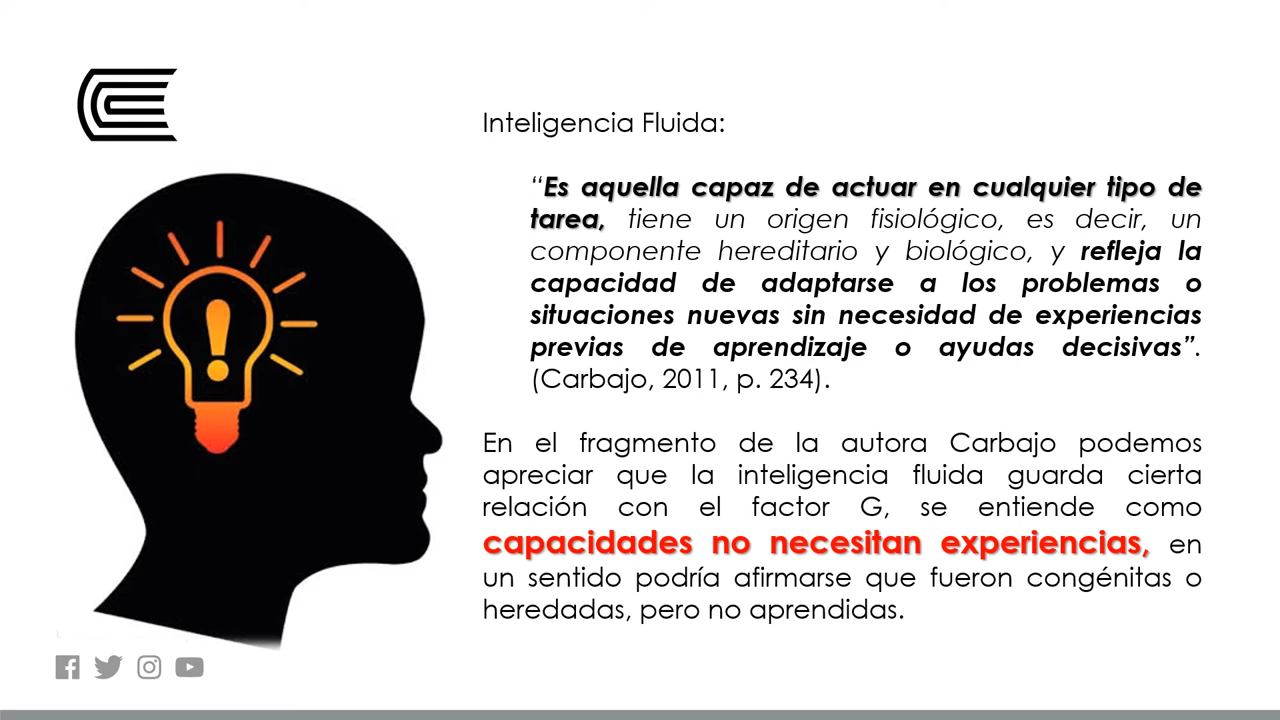 Inteligencia Fluida:
“Es aquella capaz de actuar en cualquier tipo de
tarea, tiene un origen fisiológico, es decir, un
componente hereditario y biológico, y refleja la
capacidad de adaptarse a los problemas o
situaciones nuevas sin necesidad de experiencias
previas de aprendizaje o ayudas decisivas”.
(Carbajo, 2011, p. 234).
En el fragmento de la autora Carbajo podemos
apreciar que la inteligencia fluida guarda cierta
relación con el factor G, se entiende como
capacidades no necesitan experiencias, en
un sentido podría afirmarse que fueron congénitas o
heredadas, pero no aprendidas.